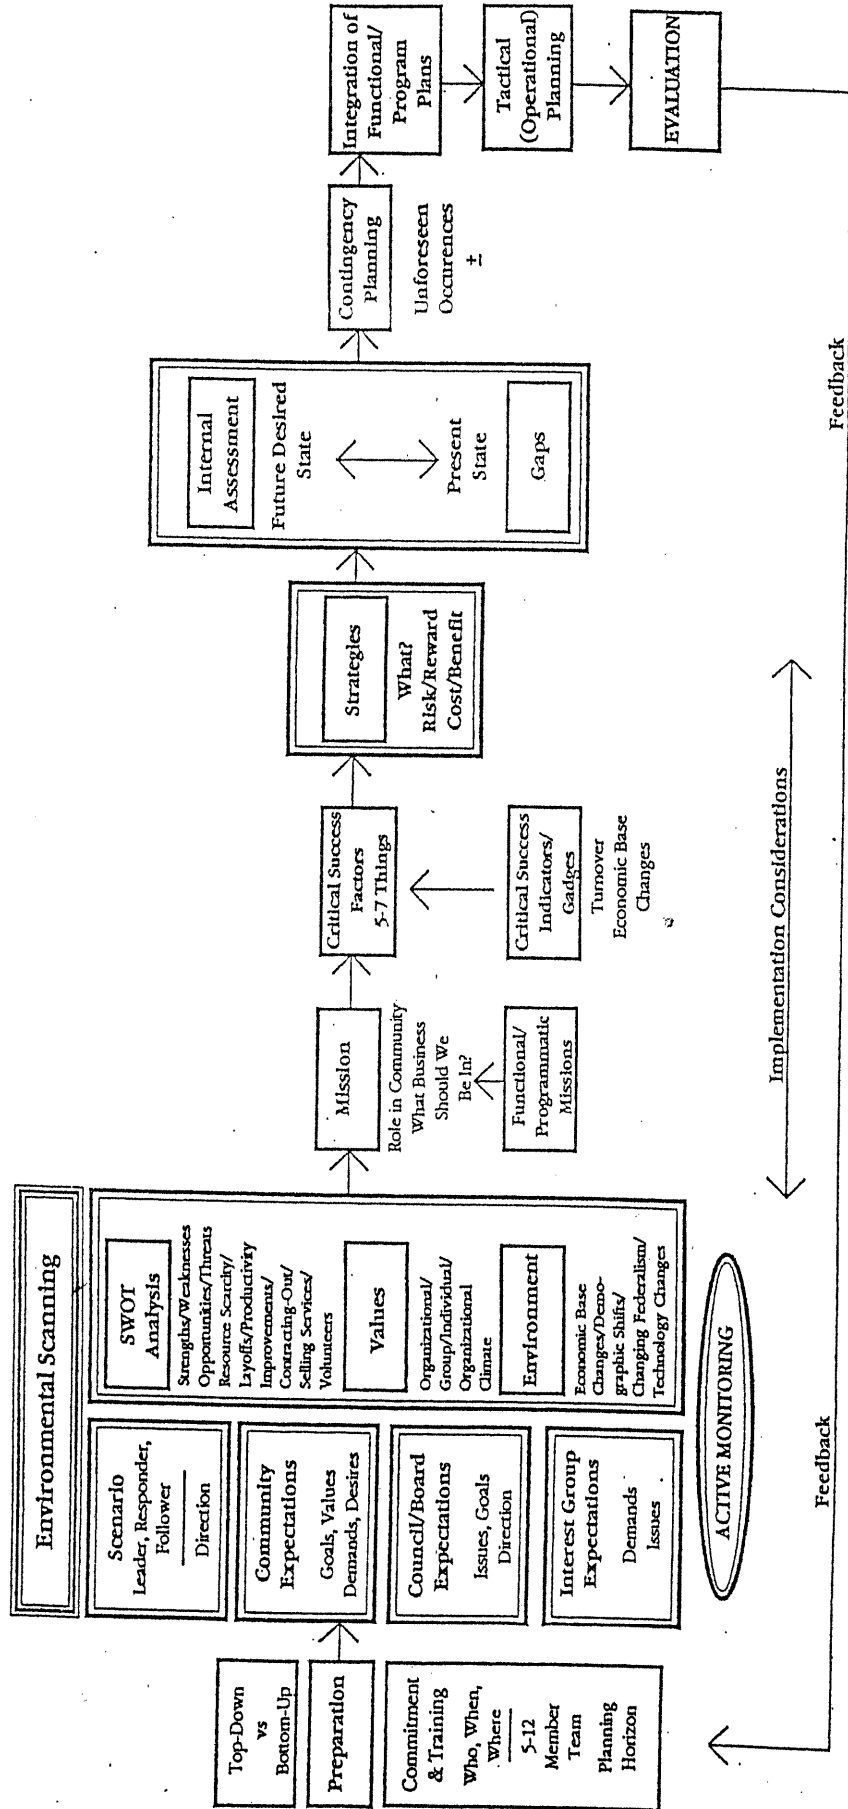 Environmental Scanning
Top-Down
vs
Bottom-Up
Preparation
Commitment
& Training
Who, When,
Where
5-12
Member
Team
Planning
Horizon
Scenario
Leader, Responder,
Follower
Direction
Community
Expectations
Goals, Values
Demands, Desires
Council/Board
Expectations
Issues, Goals
Direction
Interest Group
Expectations
Demands
Issues
SWOT
Analysis
Strengths/Weaknesses
Opportunities/Threats
Resource Scarcity/
Layoffs/Productivity
Improvements/
Contracting-Out/
Selling Services/
Volunteers
Values
Organizational/
Group/Individual/
Organizational
Climate
Environment
Economic Base
Changes/Demo-
graphic Shifts/
Changing Federalism/
Technology Changes
ACTIVE MONITORING
Mission
Role in Community
What Business
Should We
Be In?
Functional/
Programmatic
Missions
Critical Success
Factors
5-7 Things
Critical Success
Indicators/
Gadges
Turnover
Economic Base
Changes
Strategies
What?
Risk/Reward
Cost/Benefit
Internal
Assessment
Future Desired
State
Present
State
Gaps
Contingency
Planning
Unforeseen
Occurences
±
Integration of
Functional/
Program
Plans
Tactical
(Operational)
Planning
EVALUATION
Implementation Considerations
Feedback
Feedback